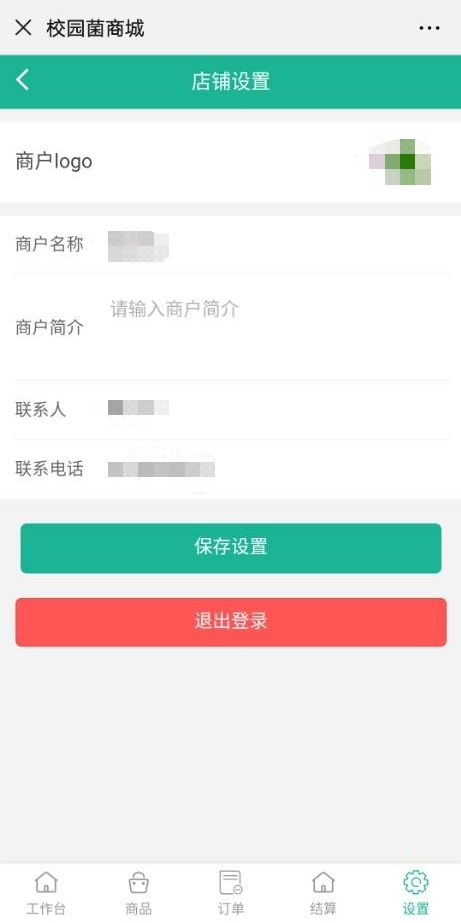 校园菌商城
店铺设置
商户logo
商户名称
商户简介
请输入商户简介
联系人
联系电话
保存设置
退出登录
工作台
商品
订单
结算
设置